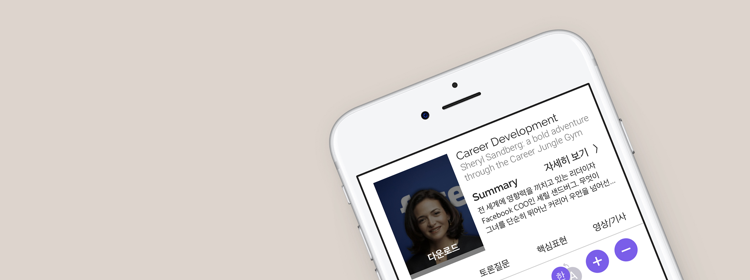 Career Development
Sheryl Sandberg: a bold adventure
through the Career Jungle Gym
자세히 보기 〉
Summary
전 세계에 영향력을 끼치고 있는 리더이자
Facebook COO인 셰릴 샌드버그. 무엇이
그녀를 단순히 뛰어난 커리어 우먼을 넘어선...
다운로드
토론질문
핵심표현
영상/기사
한
A
+
−